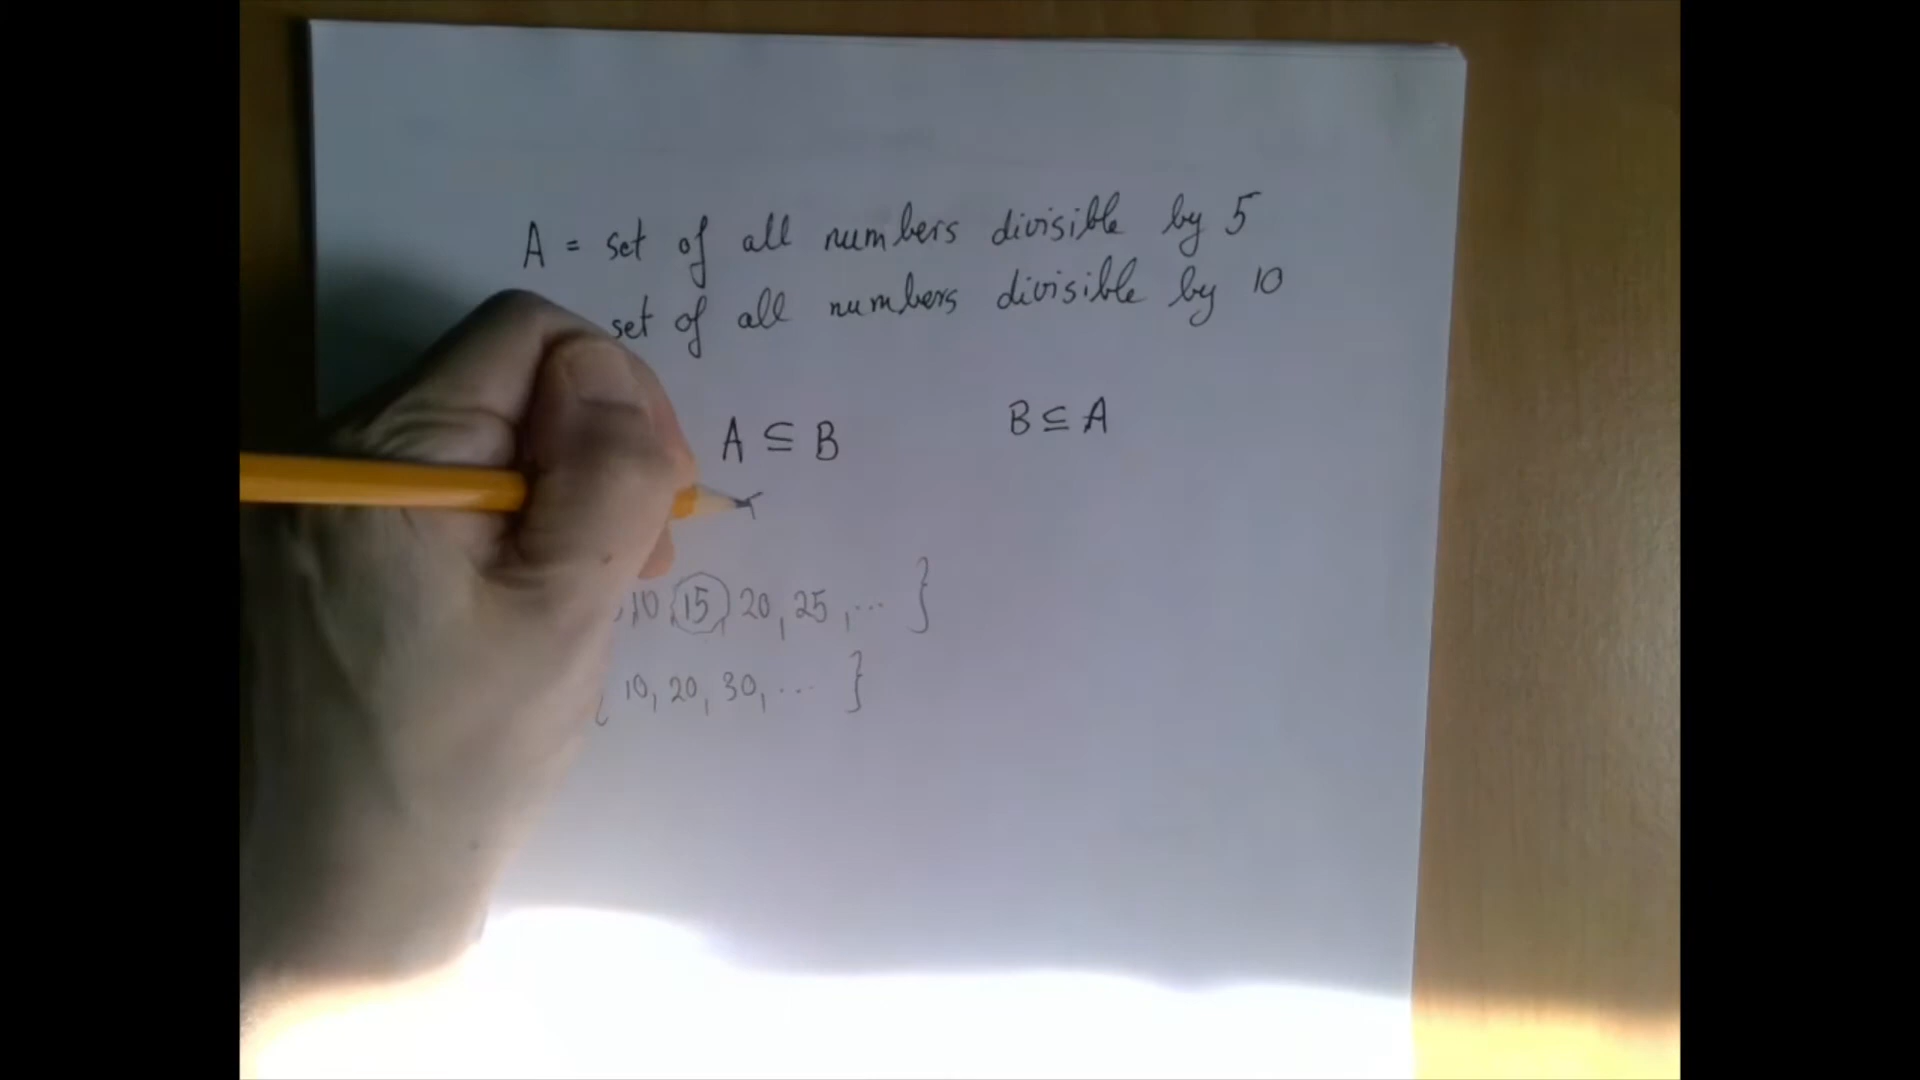 A = set of all numbers divisible by 5
set of all numbers divisible by 10
A ⊆ B B ⊆ A
10, 15, 20, 25, ... }
{ 10, 20, 30, ... }